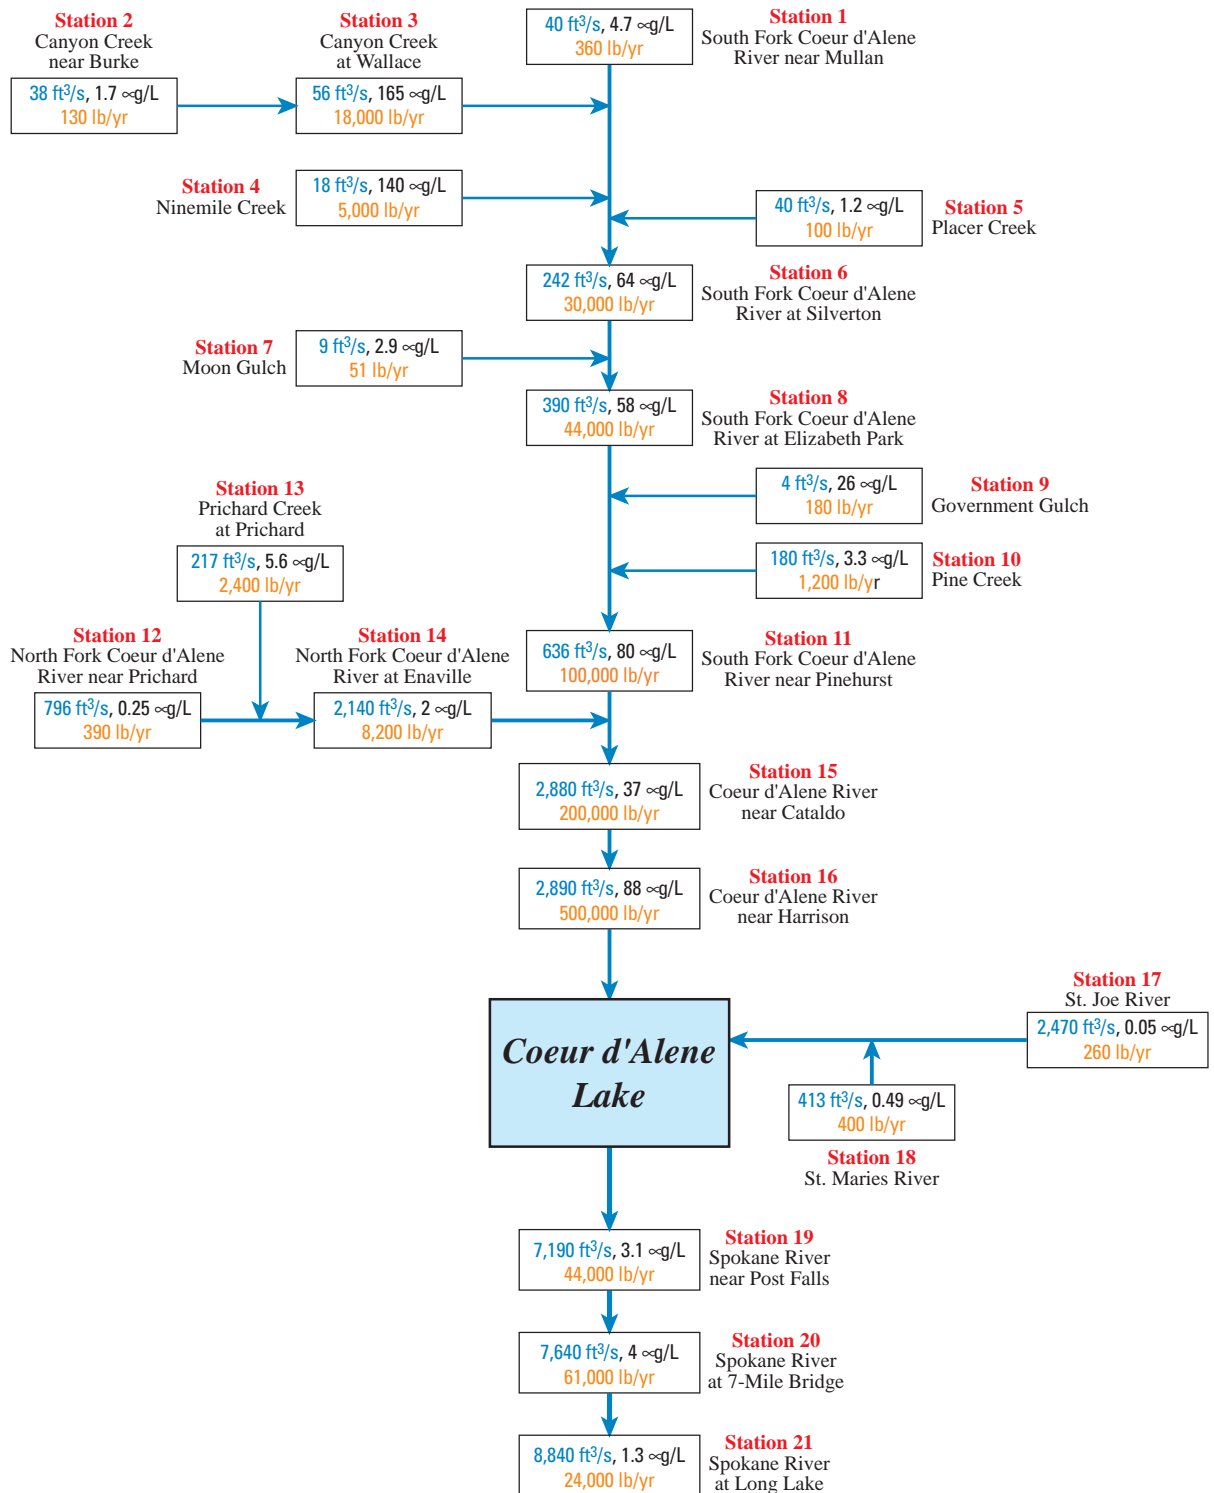 Station 1
South Fork Coeur d'Alene
River near Mullan
40 ft³/s, 4.7 ∝g/L
360 lb/yr
Station 2
Canyon Creek
near Burke
38 ft³/s, 1.7 ∝g/L
130 lb/yr
Station 3
Canyon Creek
at Wallace
56 ft³/s, 165 ∝g/L
18,000 lb/yr
Station 4
Ninemile Creek
18 ft³/s, 140 ∝g/L
5,000 lb/yr
40 ft³/s, 1.2 ∝g/L
100 lb/yr
Station 5
Placer Creek
242 ft³/s, 64 ∝g/L
30,000 lb/yr
Station 6
South Fork Coeur d'Alene
River at Silverton
Station 7
Moon Gulch
9 ft³/s, 2.9 ∝g/L
51 lb/yr
390 ft³/s, 58 ∝g/L
44,000 lb/yr
Station 8
South Fork Coeur d'Alene
River at Elizabeth Park
4 ft³/s, 26 ∝g/L
180 lb/yr
Station 9
Government Gulch
180 ft³/s, 3.3 ∝g/L
1,200 lb/yr
Station 10
Pine Creek
636 ft³/s, 80 ∝g/L
100,000 lb/yr
Station 11
South Fork Coeur d'Alene
River near Pinehurst
Station 13
Prichard Creek
at Prichard
217 ft³/s, 5.6 ∝g/L
2,400 lb/yr
Station 12
North Fork Coeur d'Alene
River near Prichard
796 ft³/s, 0.25 ∝g/L
390 lb/yr
Station 14
North Fork Coeur d'Alene
River at Enaville
2,140 ft³/s, 2 ∝g/L
8,200 lb/yr
2,880 ft³/s, 37 ∝g/L
200,000 lb/yr
Station 15
Coeur d'Alene River
near Cataldo
2,890 ft³/s, 88 ∝g/L
500,000 lb/yr
Station 16
Coeur d'Alene River
near Harrison
Coeur d'Alene
Lake
Station 17
St. Joe River
2,470 ft³/s, 0.05 ∝g/L
260 lb/yr
413 ft³/s, 0.49 ∝g/L
400 lb/yr
Station 18
St. Maries River
7,190 ft³/s, 3.1 ∝g/L
44,000 lb/yr
Station 19
Spokane River
near Post Falls
7,640 ft³/s, 4 ∝g/L
61,000 lb/yr
Station 20
Spokane River
at 7-Mile Bridge
8,840 ft³/s, 1.3 ∝g/L
24,000 lb/yr
Station 21
Spokane River
at Long Lake